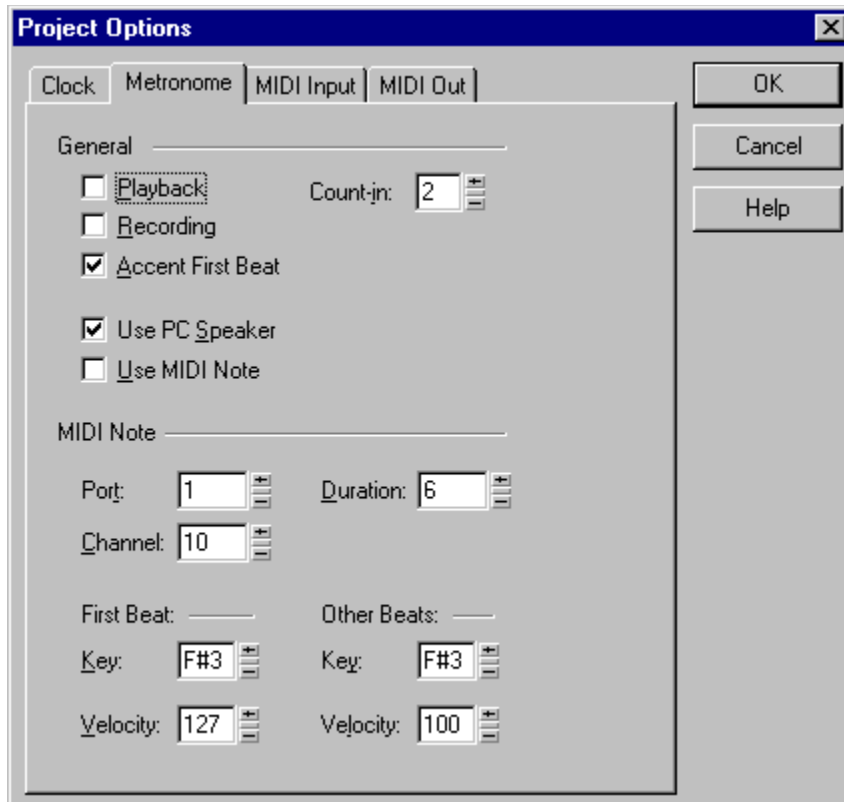 Project Options
Clock Metronome MIDI Input MIDI Out
OK
Cancel
Help
General
Playback
Count-in: 2
Recording
Accent First Beat
Use PC Speaker
Use MIDI Note
MIDI Note
Port: 1
Duration: 6
Channel: 10
First Beat:
Other Beats:
Key: F#3
Key: F#3
Velocity: 127
Velocity: 100